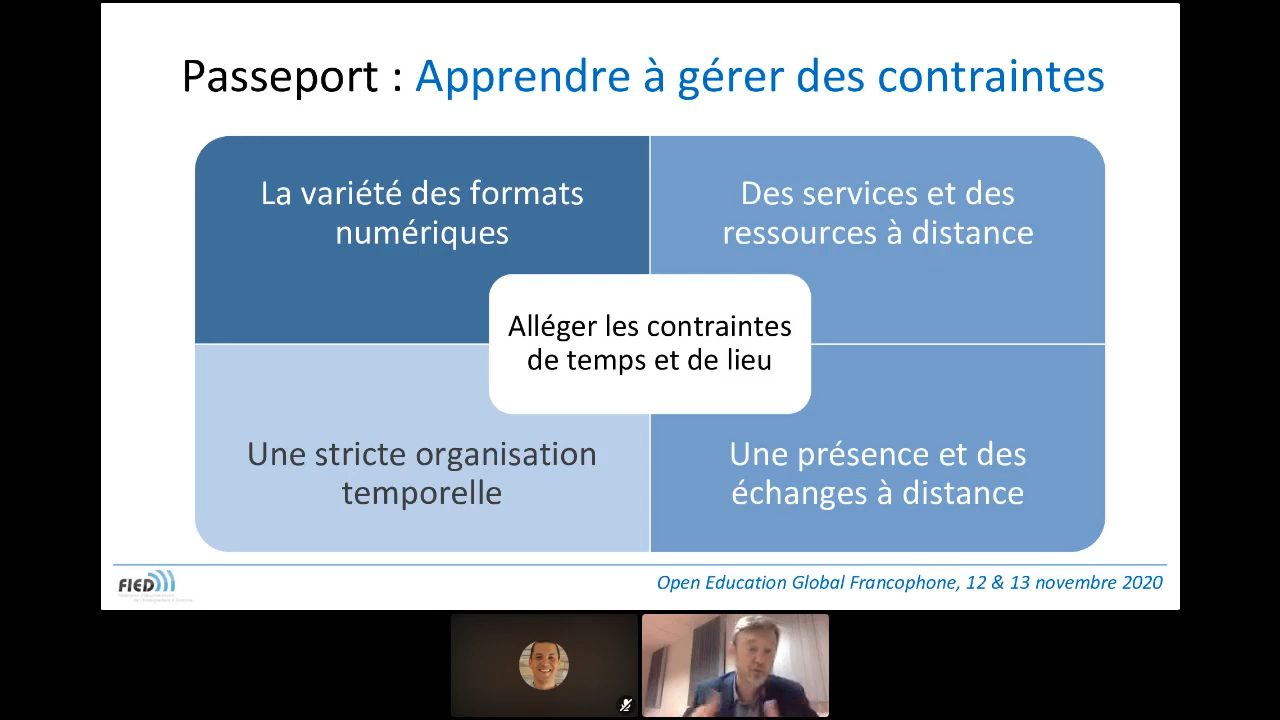 Passeport : Apprendre à gérer des contraintes
La variété des formats
numériques
Des services et des
ressources à distance
Alléger les contraintes
de temps et de lieu
Une stricte organisation
temporelle
Une présence et des
échanges à distance
FIED
Open Education Global Francophone, 12 & 13 novembre 2020